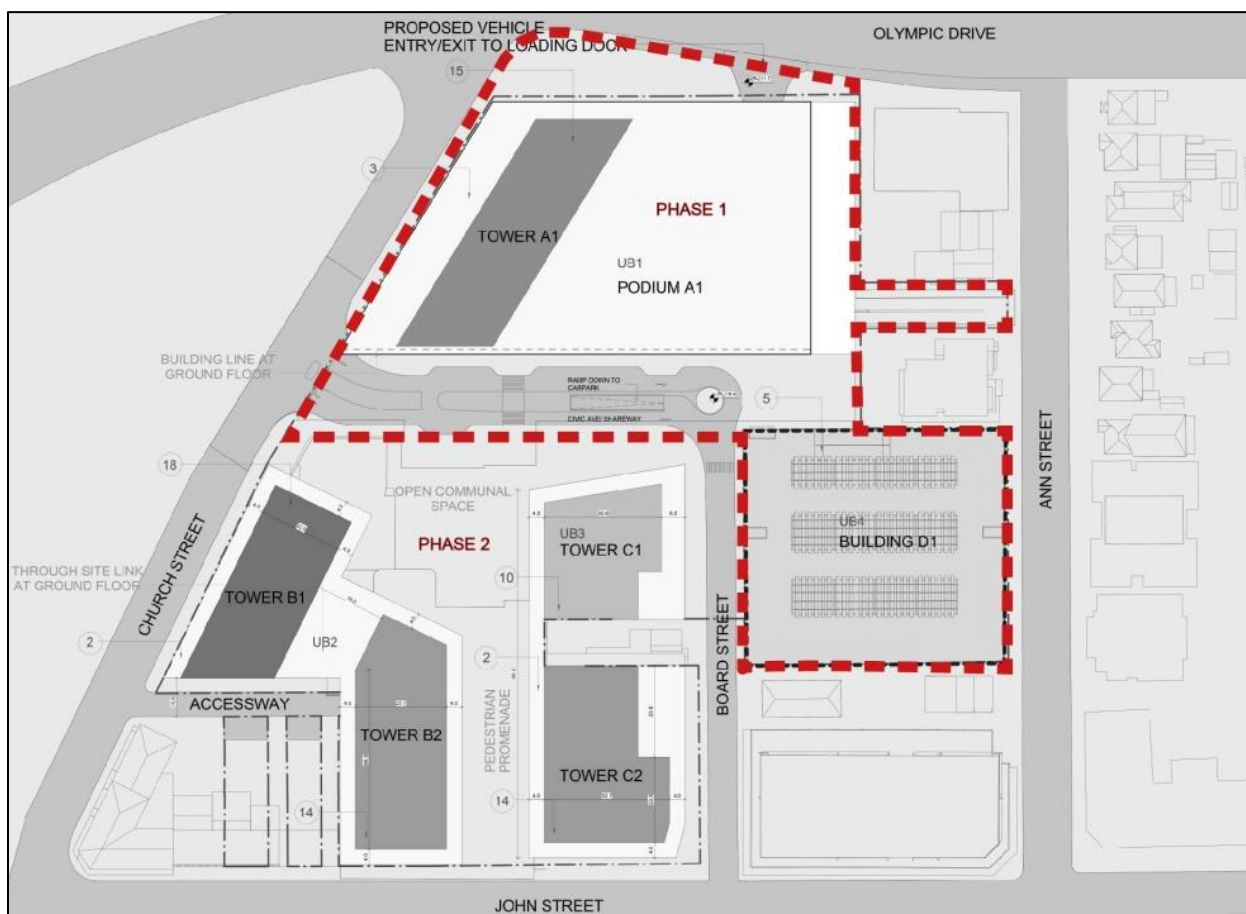 PROPOSED VEHICLE
ENTRY/EXIT TO LOADING DOCK
OLYMPIC DRIVE
15
3
PHASE 1
TOWER A1
UB1
PODIUM A1
BUILDING LINE AT
GROUND FLOOR
RAMP DOWN TO
CARPARK
CIVIC AVE/ SHAREWAY
5
18
OPEN COMMUNAL
SPACE
PHASE 2
UB3
TOWER C1
UB4
BUILDING D1
ANN STREET
CHURCH STREET
THROUGH SITE LINK
AT GROUND FLOOR
10
TOWER B1
UB2
2
2
BOARD STREET
ACCESSWAY
PEDESTRIAN
PROMENADE
TOWER B2
TOWER C2
14
14
JOHN STREET